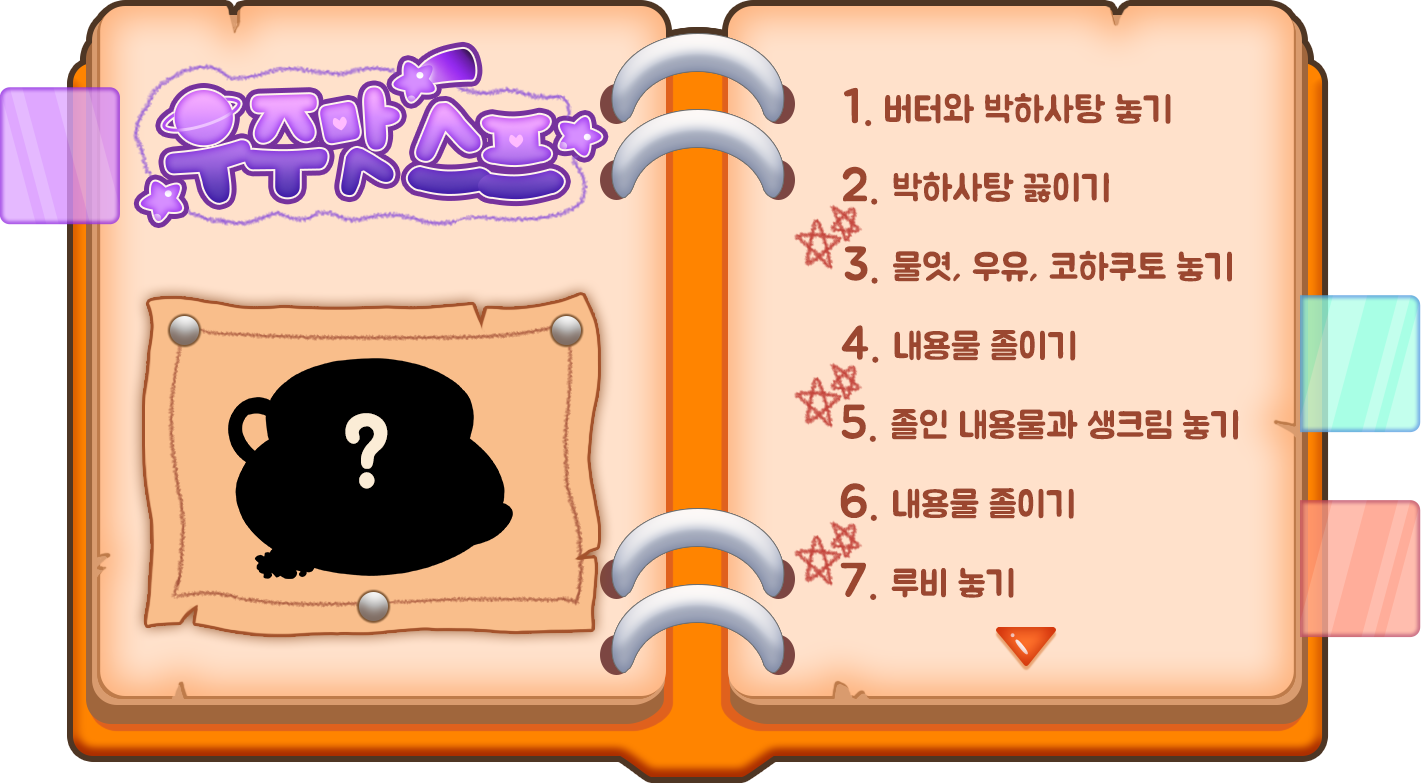 우주맛 스프
?
1. 버터와 박하사탕 놓기
2. 박하사탕 끓이기
3. 물엿, 우유, 코하쿠토 놓기
4. 내용물 졸이기
5. 졸인 내용물과 생크림 놓기
6. 내용물 졸이기
7. 루비 놓기